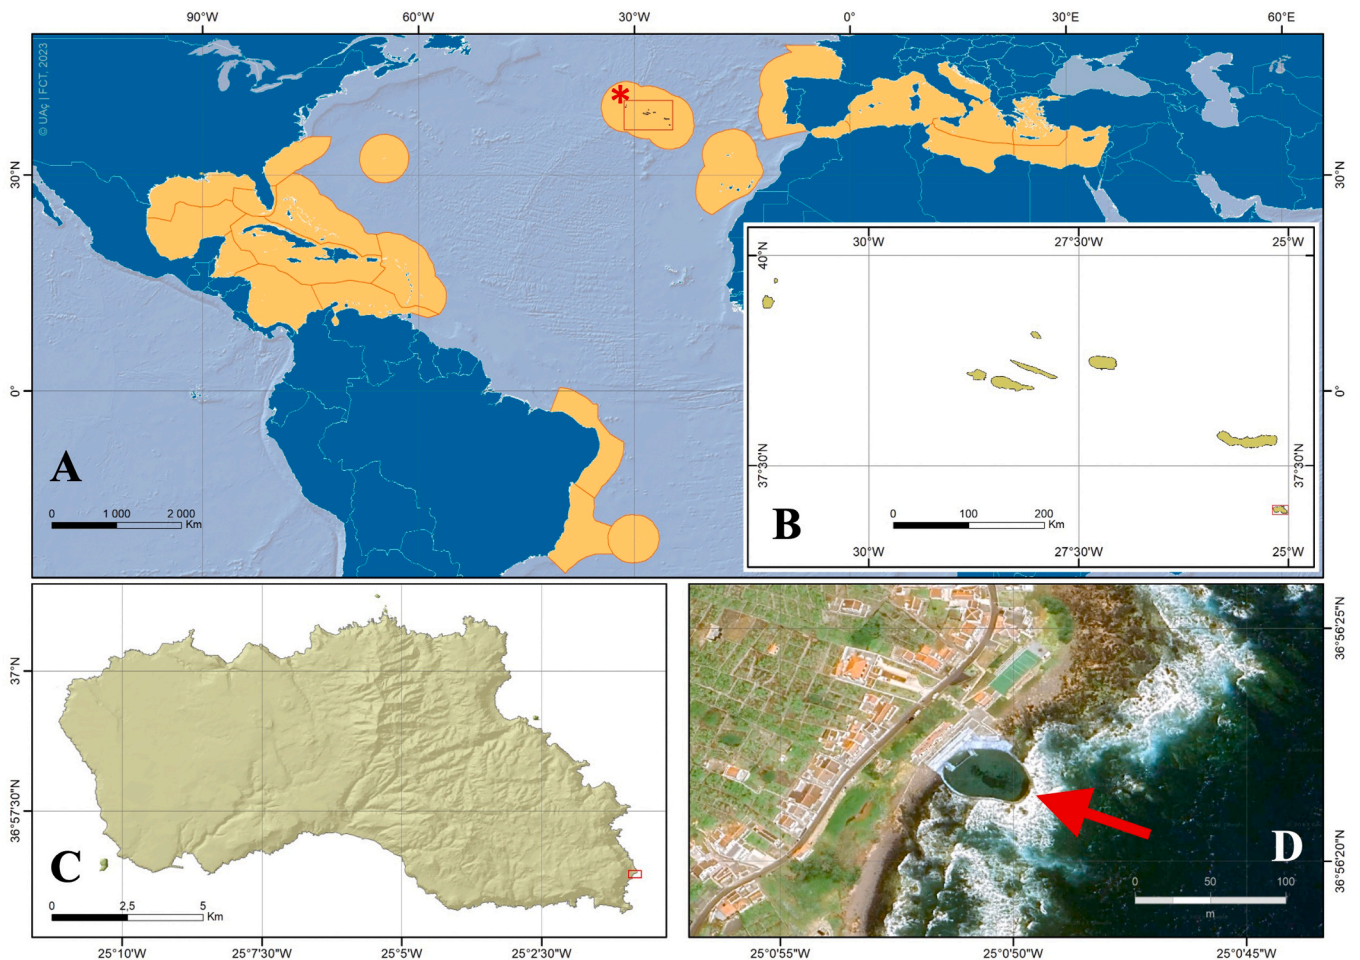 90°W 60°W 30°W 0° 30°E 60°E
© UAç | FCT, 2023
30°N 30°N
0° 0°
A
0 1 000 2 000
Km
30°W 27°30'W 25°W
40°N
37°30'N 37°30'N
B
0 100 200
Km
30°W 27°30'W 25°W
37°N
36°57'30"N
C
0 2,5 5
Km
25°10'W 25°7'30"W 25°5'W 25°2'30"W
36°56'25"N
36°56'20"N
D
0 50 100
m
25°0'55"W 25°0'50"W 25°0'45"W